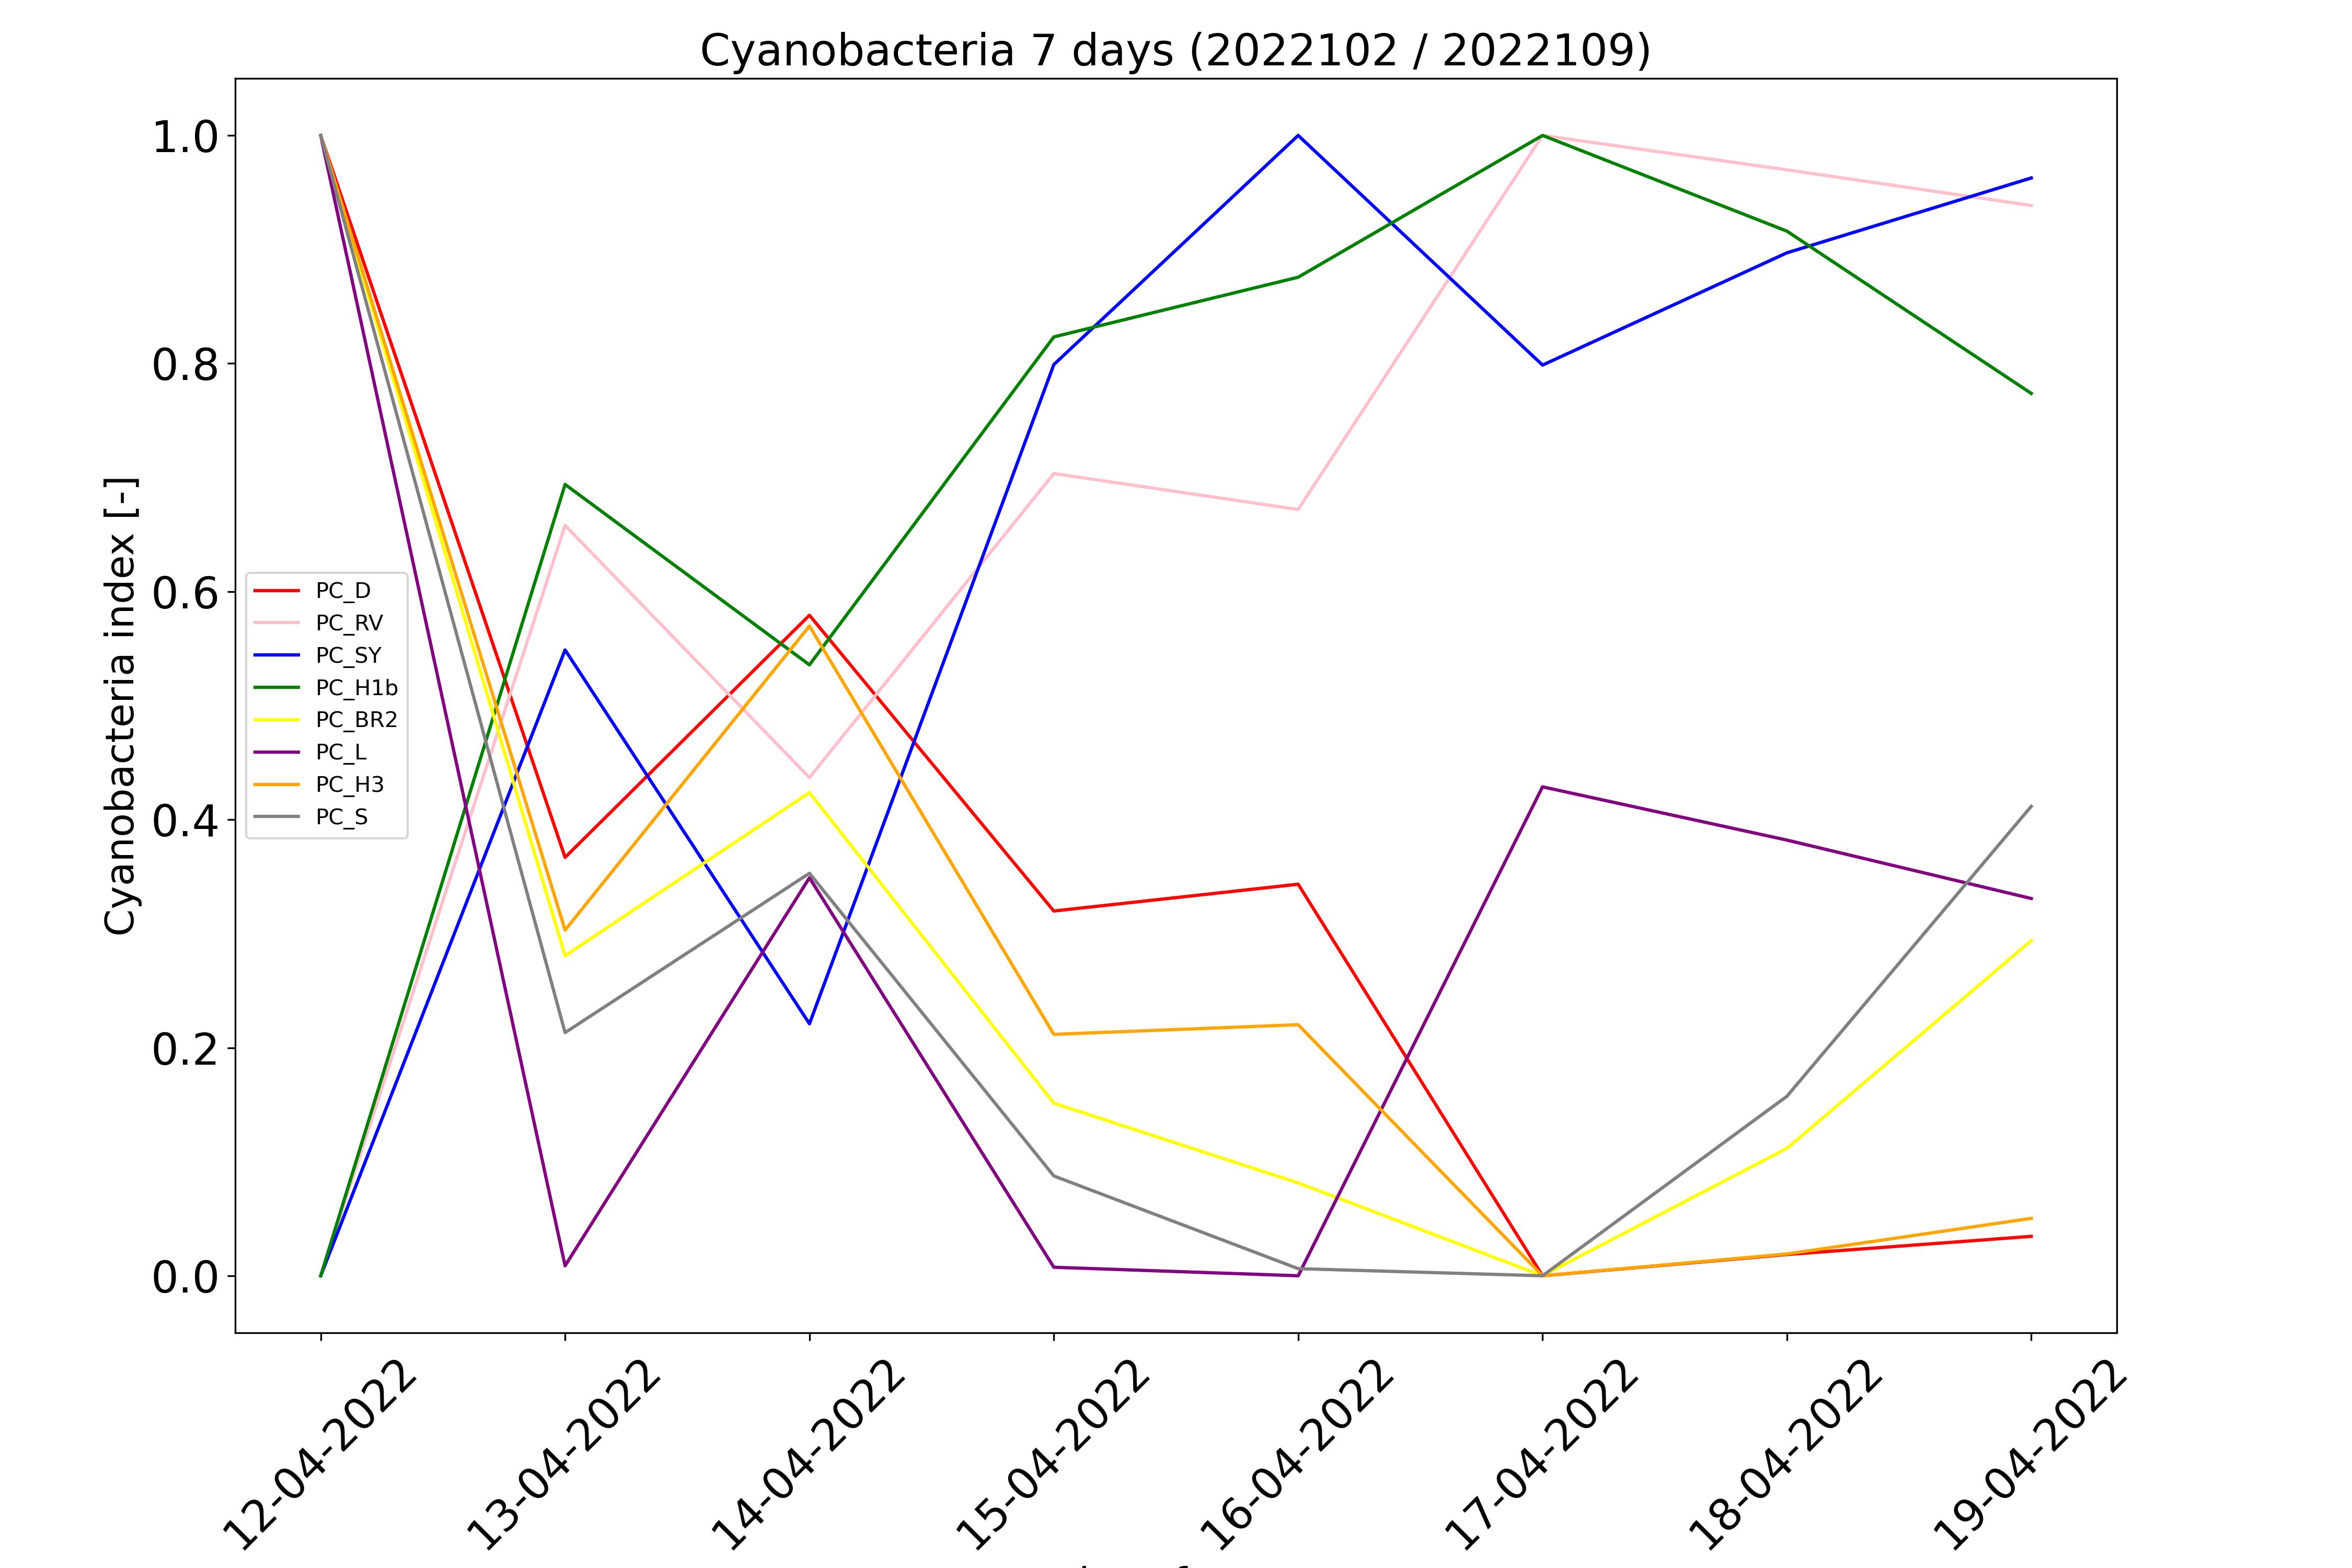 Cyanobacteria 7 days (2022102 / 2022109)
Cyanobacteria index [-]
1.0
0.8
0.6
0.4
0.2
0.0
PC_D
PC_RV
PC_SY
PC_H1b
PC_BR2
PC_L
PC_H3
PC_S
12-04-2022
13-04-2022
14-04-2022
15-04-2022
16-04-2022
17-04-2022
18-04-2022
19-04-2022